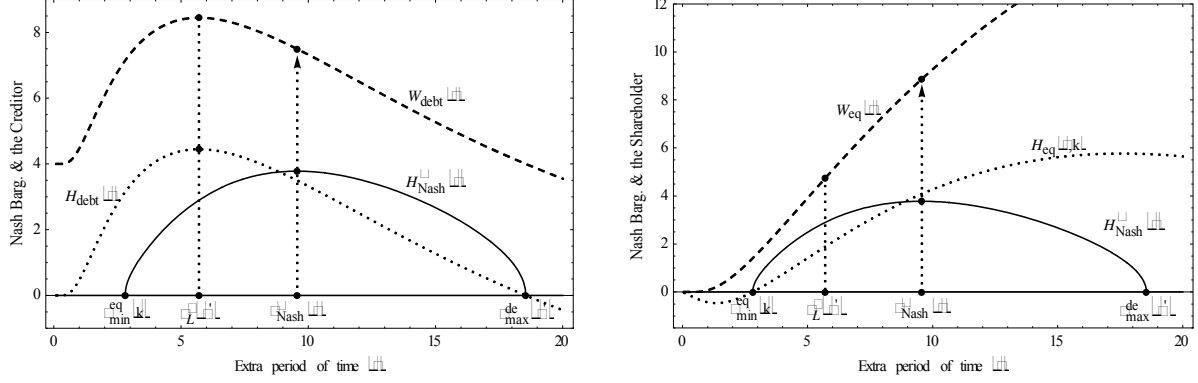 8
6
4
2
0
Nash Barg. & the Creditor
W debt
H debt
H Nash
eq min k
L
Nash
de max
0 5 10 15 20
Extra period of time
12
10
8
6
4
2
0
Nash Barg. & the Shareholder
W eq
H eq k
H Nash
eq min k
L
Nash
de max
0 5 10 15 20
Extra period of time